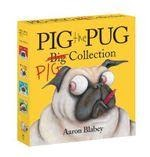 PIG the PUG
Big Collection
PIG
Aaron Blabey